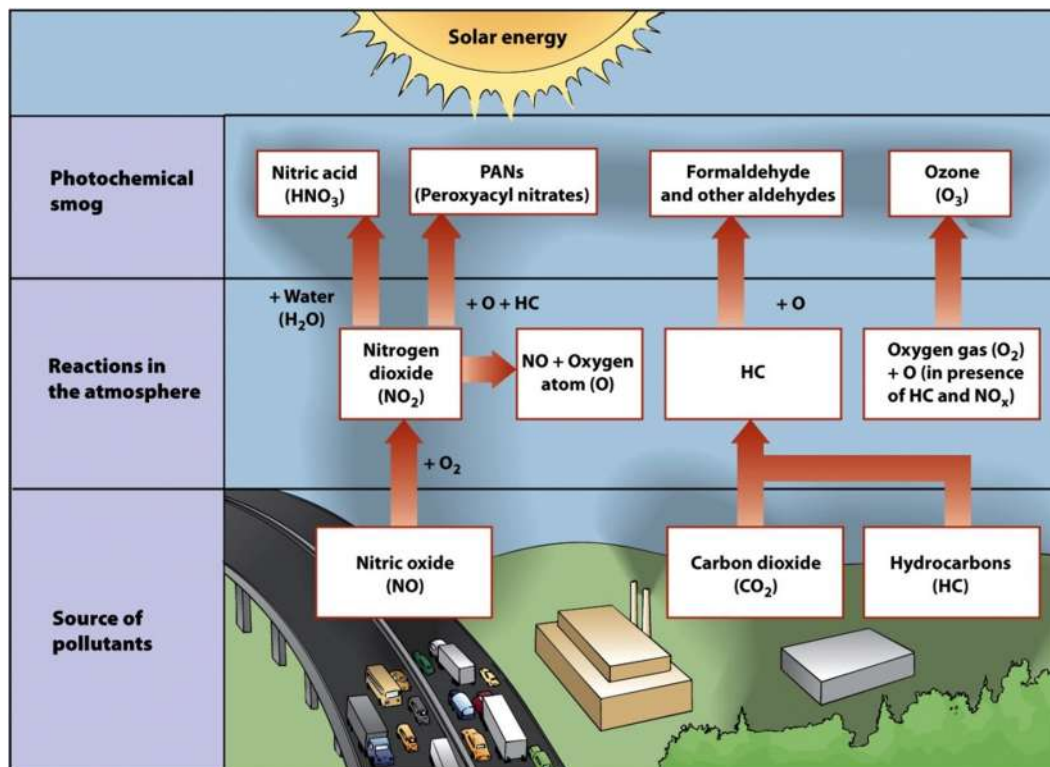 Solar energy
Photochemical
smog
Nitric acid
(HNO₃)
PANs
(Peroxyacyl nitrates)
Formaldehyde
and other aldehydes
Ozone
(O₃)
+ Water
(H₂O)
+ O + HC
+ O
Reactions in
the atmosphere
Nitrogen
dioxide
(NO₂)
NO + Oxygen
atom (O)
HC
Oxygen gas (O₂)
+ O (in presence
of HC and NOₓ)
+ O₂
Source of
pollutants
Nitric oxide
(NO)
Carbon dioxide
(CO₂)
Hydrocarbons
(HC)